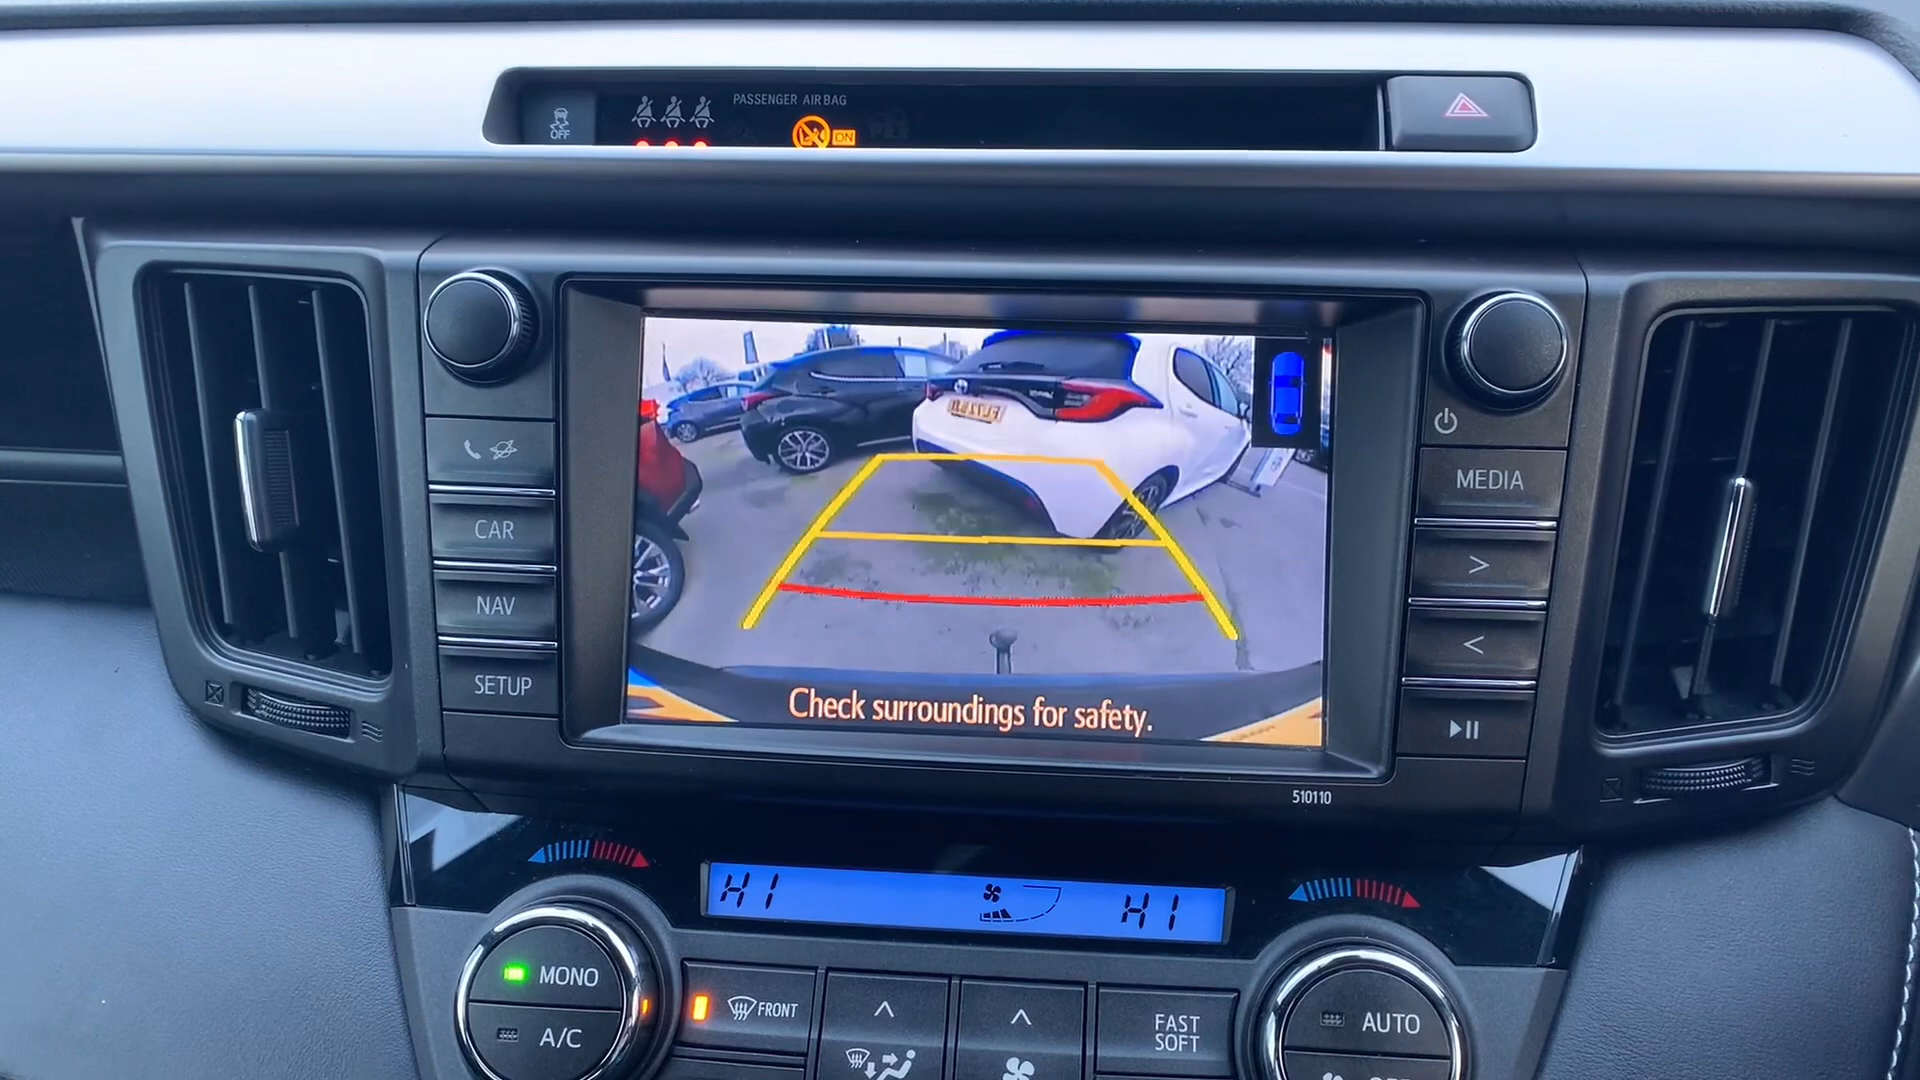 PASSENGER AIR BAG
OFF
ON
CAR
NAV
SETUP
MEDIA
>
<
Check surroundings for safety.
510110
HI
HI
MONO
A/C
FRONT
FAST
SOFT
AUTO